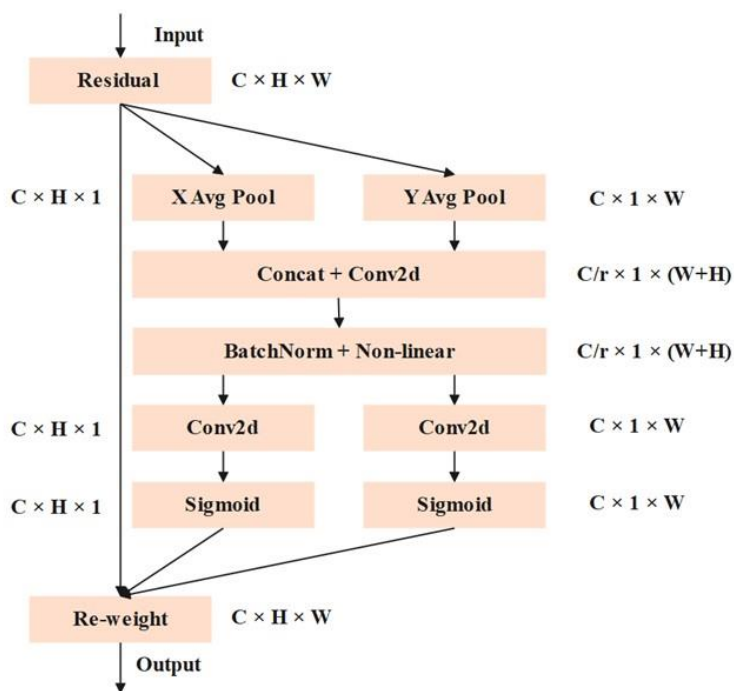 Input
Residual C × H × W
C × H × 1 X Avg Pool Y Avg Pool C × 1 × W
Concat + Conv2d C/r × 1 × (W+H)
BatchNorm + Non-linear C/r × 1 × (W+H)
C × H × 1 Conv2d Conv2d C × 1 × W
C × H × 1 Sigmoid Sigmoid C × 1 × W
Re-weight C × H × W
Output